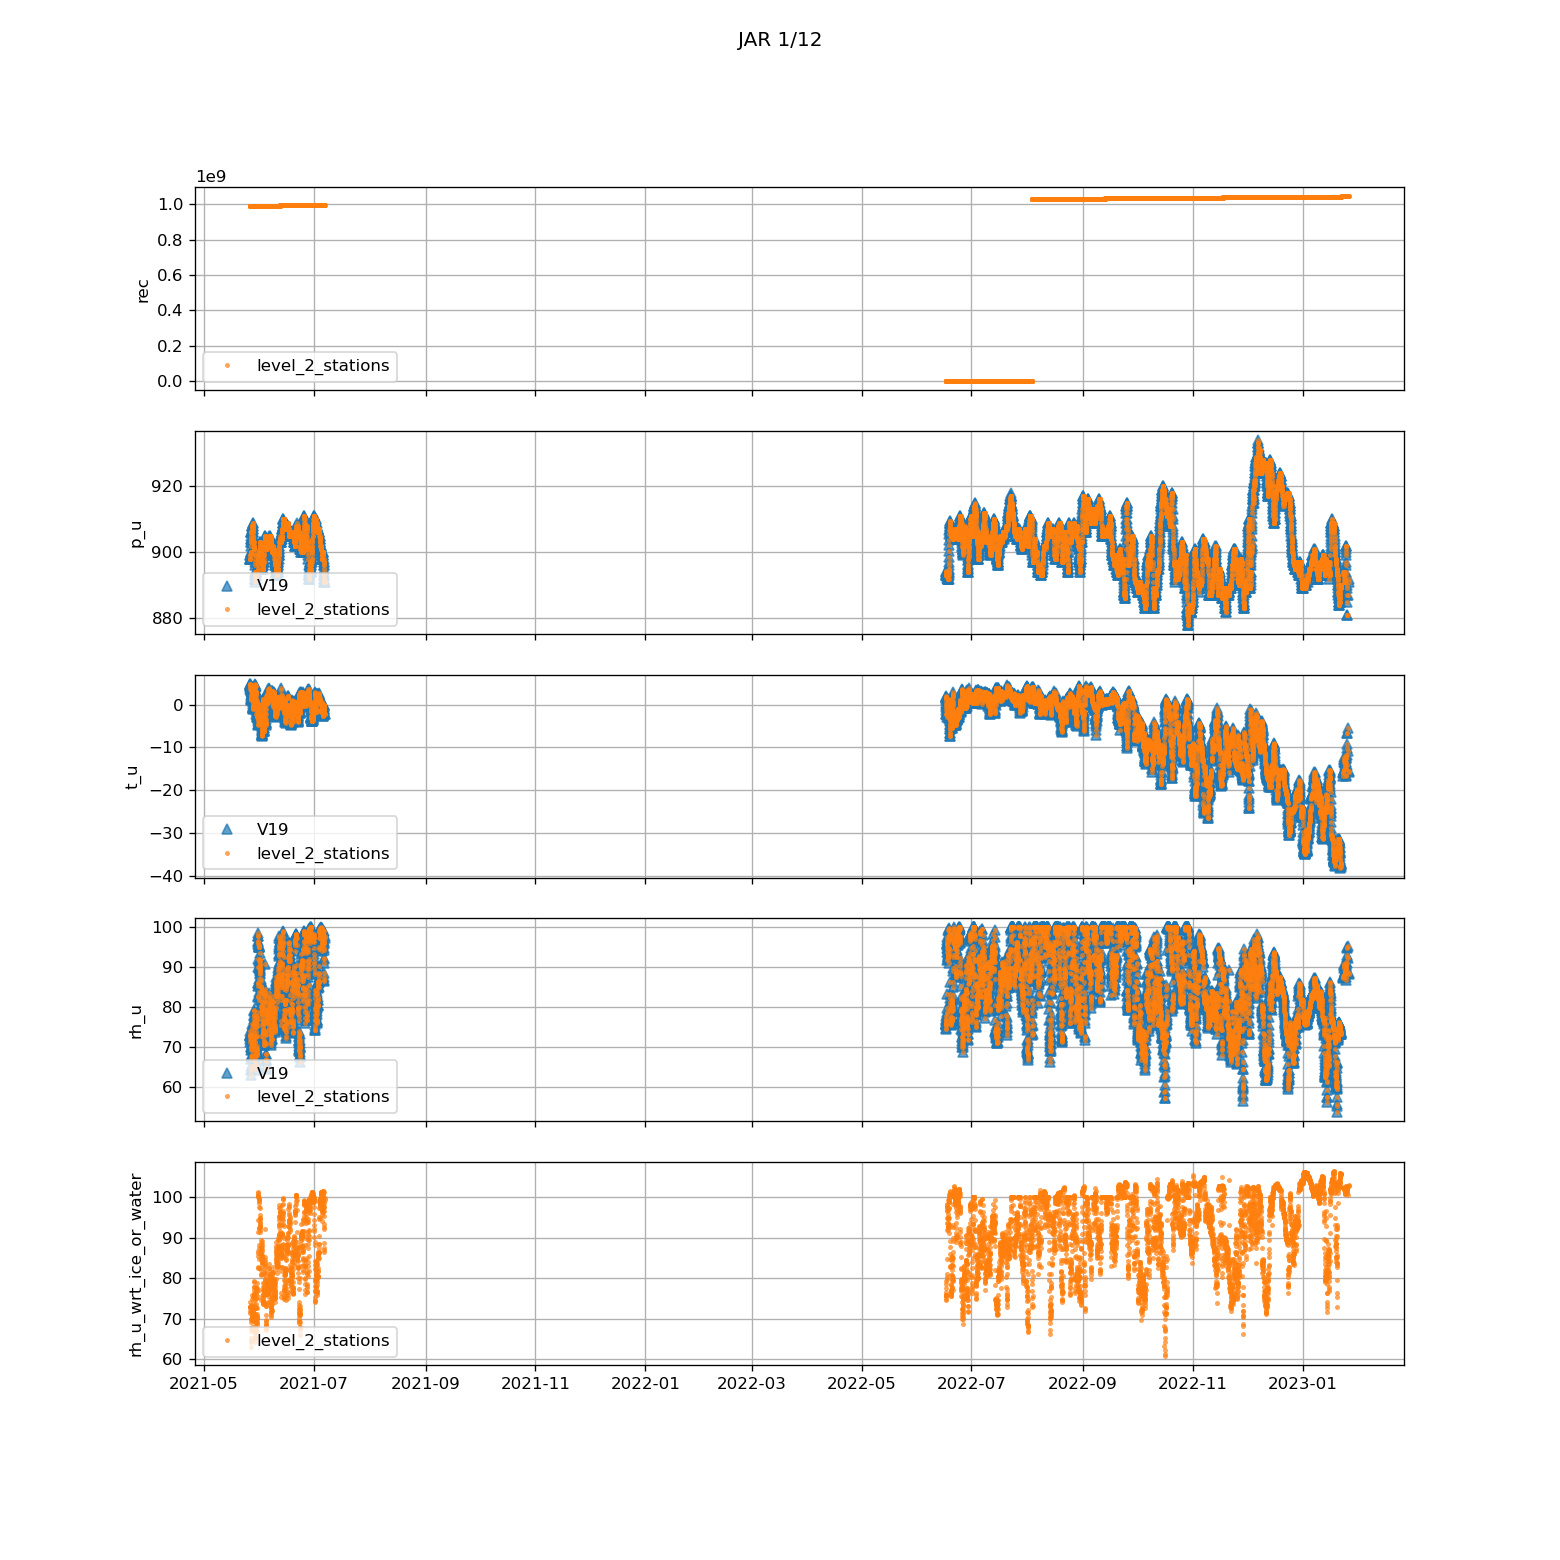 JAR 1/12
1e9
1.0
0.8
0.6
0.4
0.2
0.0
rec
level_2_stations
920
900
880
p_u
V19
level_2_stations
0
−10
−20
−30
−40
t_u
V19
level_2_stations
100
90
80
70
60
rh_u
V19
level_2_stations
100
90
80
70
60
rh_u_wrt_ice_or_water
level_2_stations
2021-05 2021-07 2021-09 2021-11 2022-01 2022-03 2022-05 2022-07 2022-09 2022-11 2023-01